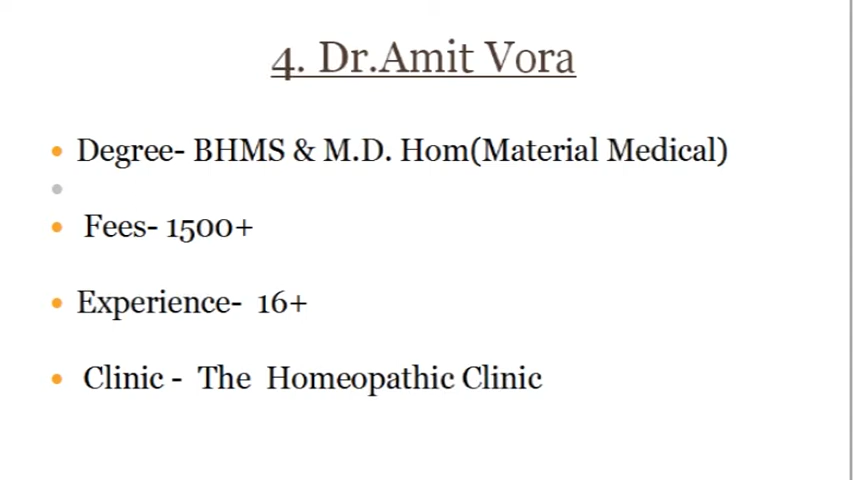 4. Dr.Amit Vora
Degree- BHMS & M.D. Hom(Material Medical)
Fees- 1500+
Experience- 16+
Clinic - The Homeopathic Clinic